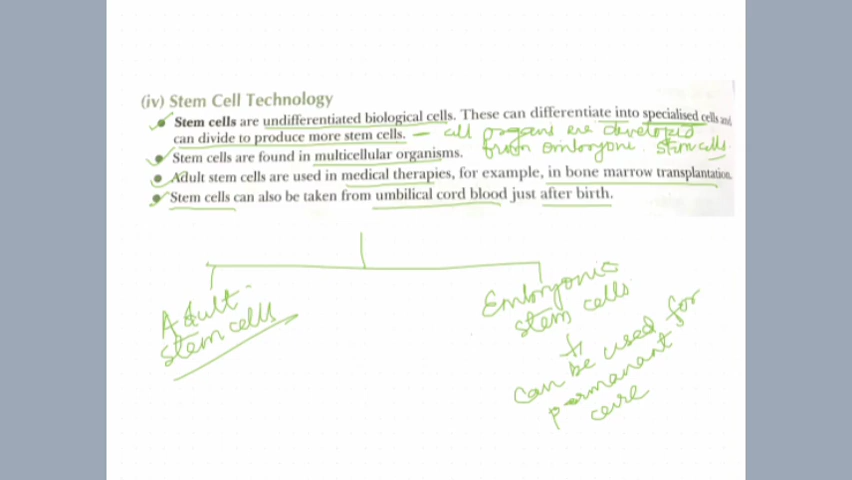 (iv) Stem Cell Technology
Stem cells are undifferentiated biological cells. These can differentiate into specialised cells and
can divide to produce more stem cells. — all organs are developed
from embryone stem cells
Stem cells are found in multicellular organisms.
Adult stem cells are used in medical therapies, for example, in bone marrow transplantation.
Stem cells can also be taken from umbilical cord blood just after birth.
Adult
stem cells
Embryonic
stem cells
can be used for
permanant
cure